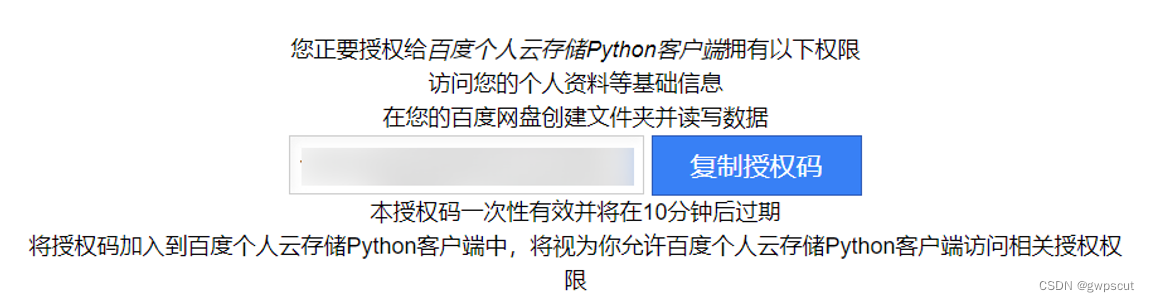 您正要授权给百度个人云存储Python客户端拥有以下权限
访问您的个人资料等基础信息
在您的百度网盘创建文件夹并读写数据
复制授权码
本授权码一次性有效并将在10分钟后过期
将授权码加入到百度个人云存储Python客户端中，将视为你允许百度个人云存储Python客户端访问相关授权权
限
CSDN @gwpscut